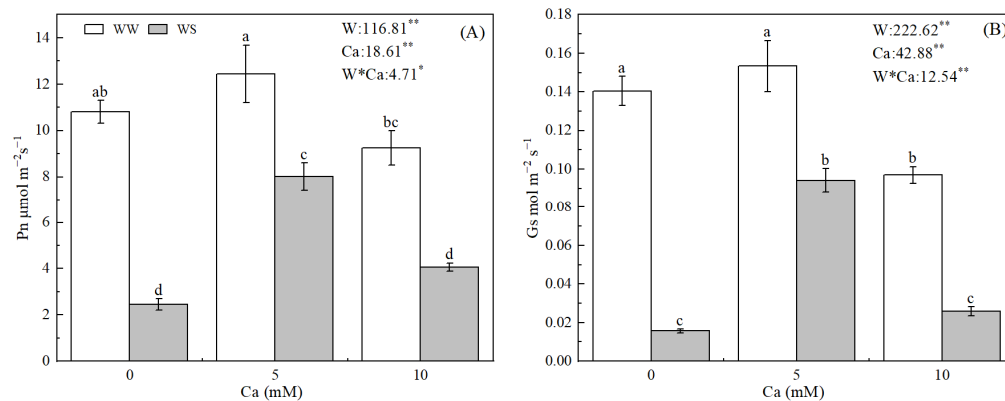 WW WS
W:116.81**
Ca:18.61**
W*Ca:4.71*
(A)
14
12
10
8
6
4
2
0
Pn μmol m−2s−1
ab
d
a
c
bc
d
0 5 10
Ca (mM)
W:222.62**
Ca:42.88**
W*Ca:12.54**
(B)
0.18
0.16
0.14
0.12
0.10
0.08
0.06
0.04
0.02
0.00
Gs mol m−2 s−1
a
c
a
b
b
c
0 5 10
Ca (mM)